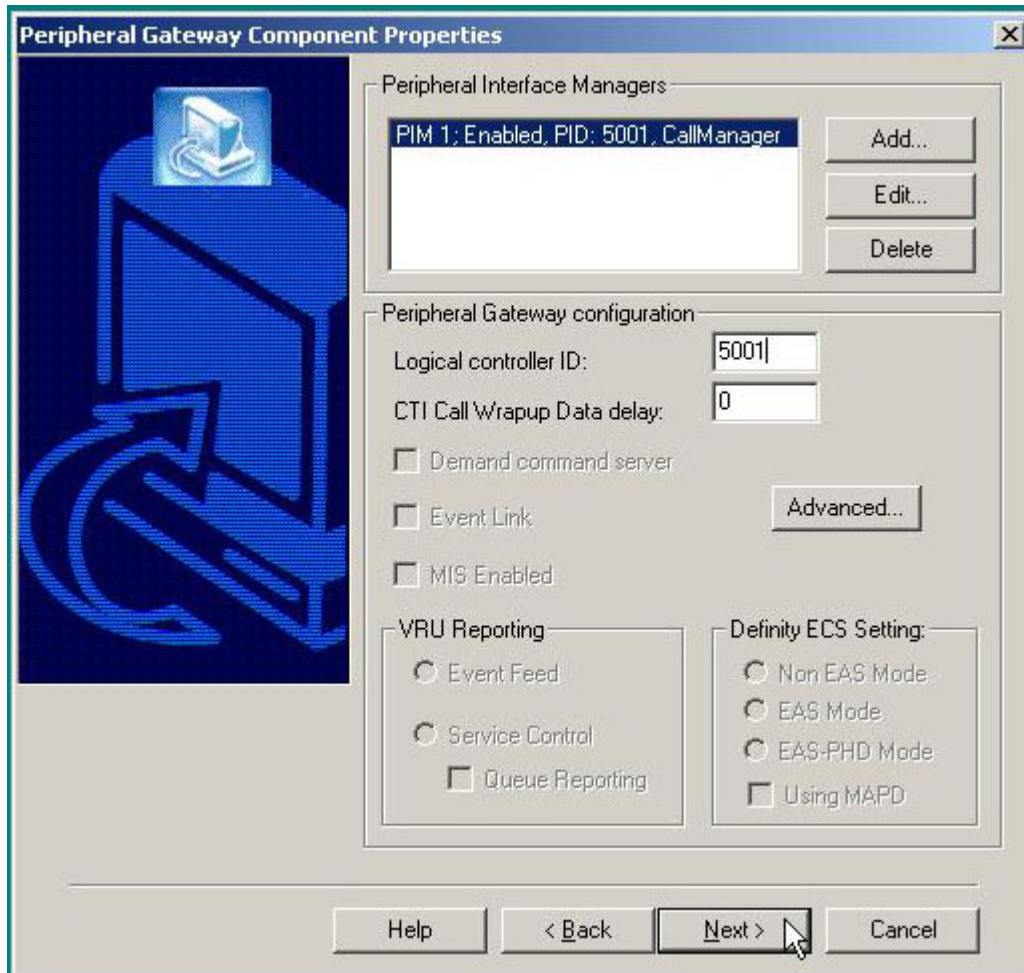 Peripheral Gateway Component Properties
Peripheral Interface Managers
PIM 1; Enabled, PID: 5001, CallManager
Add...
Edit...
Delete
Peripheral Gateway configuration
Logical controller ID:
5001
CTI Call Wrapup Data delay:
0
Demand command server
Event Link
Advanced...
MIS Enabled
VRU Reporting
Event Feed
Service Control
Queue Reporting
Definity ECS Setting:
Non EAS Mode
EAS Mode
EAS-PHD Mode
Using MAPD
Help
< Back
Next >
Cancel